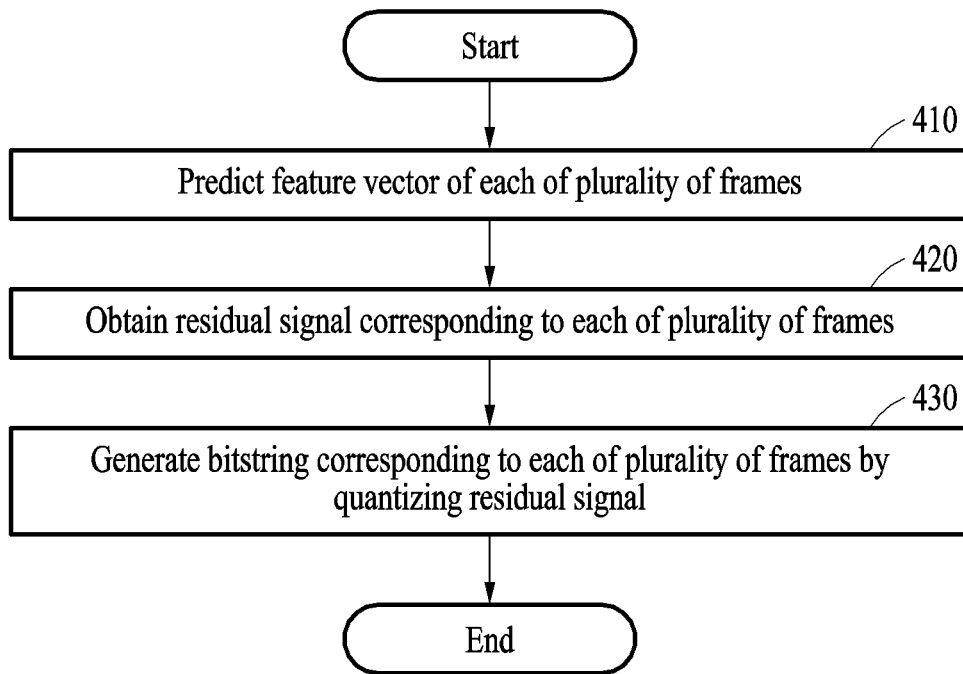 Start
410
Predict feature vector of each of plurality of frames
420
Obtain residual signal corresponding to each of plurality of frames
430
Generate bitstring corresponding to each of plurality of frames by
quantizing residual signal
End